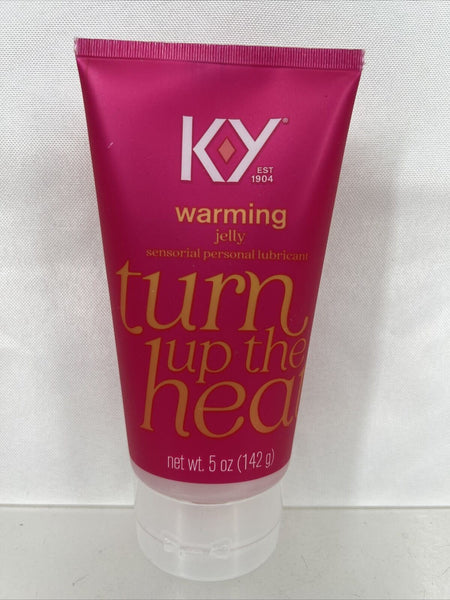 KY®
EST
1904
warming
jelly
sensorial personal lubricant
turn
up the
heat
net wt. 5 oz (142 g)